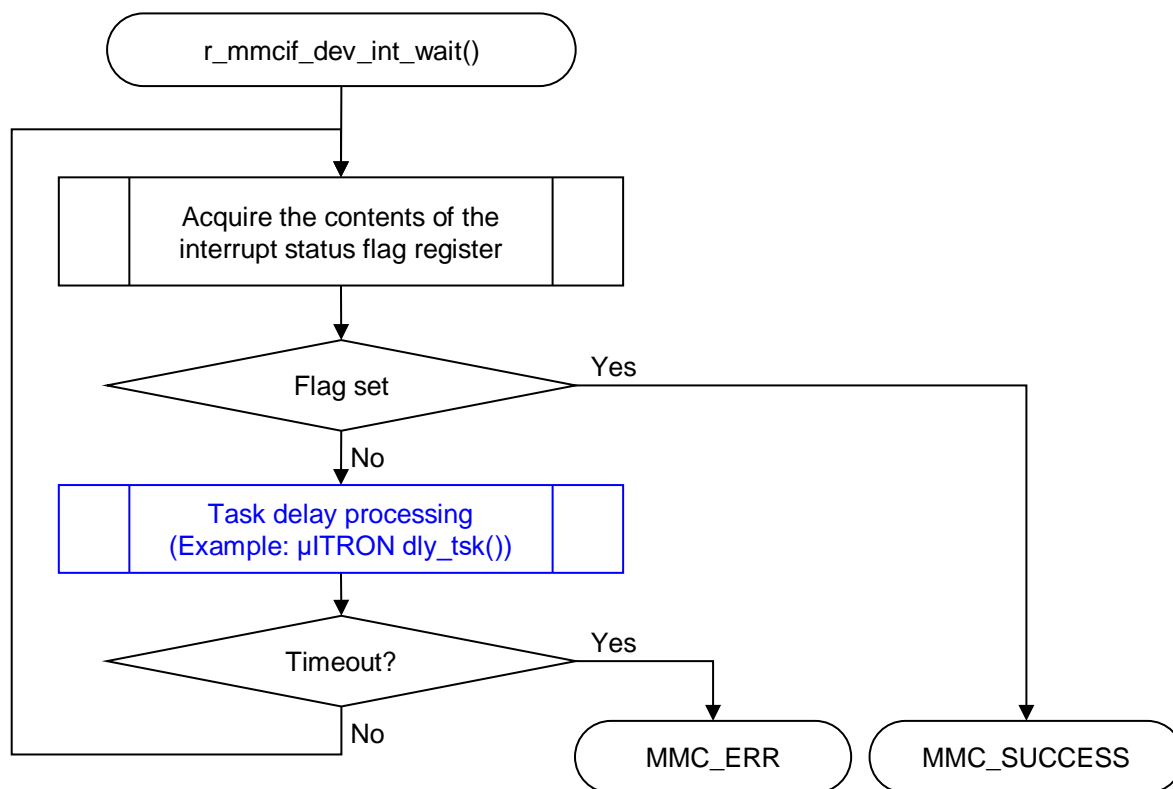 r_mmcif_dev_int_wait()
Acquire the contents of the
interrupt status flag register
Flag set
Yes
No
Task delay processing
(Example: µITRON dly_tsk())
Timeout?
Yes
No
MMC_ERR
MMC_SUCCESS